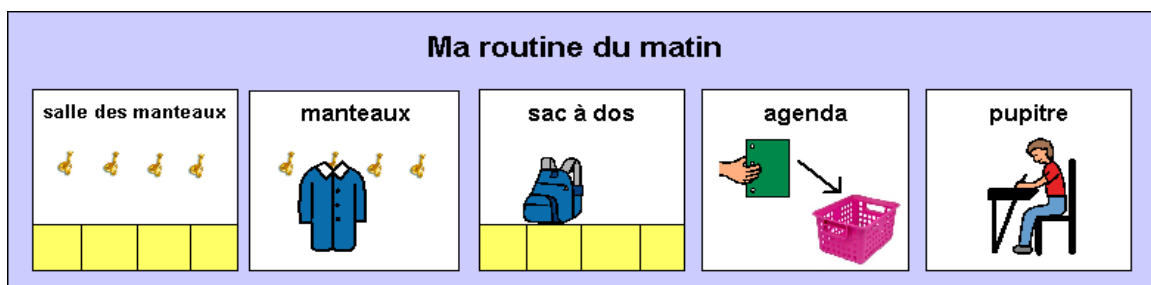 Ma routine du matin
salle des manteaux
manteaux
sac à dos
agenda
pupitre